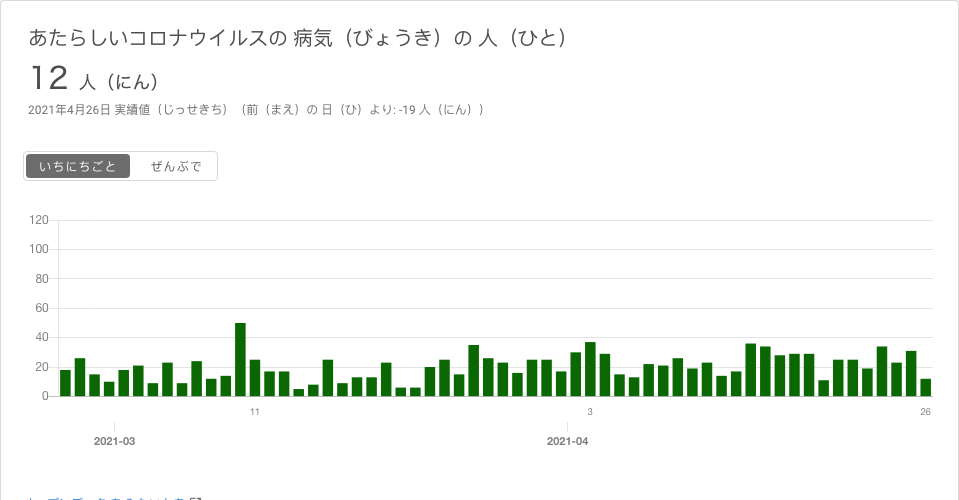 あたらしいコロナウイルスの 病気（びょうき）の 人（ひと）
12 人（にん）
2021年4月26日 実績値（じっせきち）（前（まえ）の 日（ひ）より: -19 人（にん））
いちにちごと ぜんぶで
120
100
80
60
40
20
0
11 3 26
2021-03 2021-04